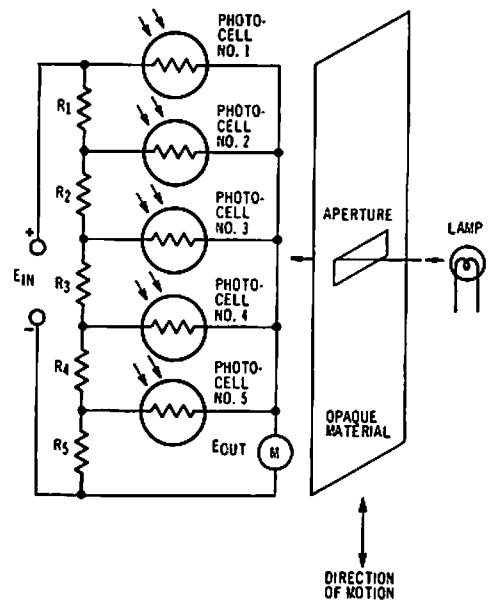 PHOTO-
CELL
NO. 1
R1
PHOTO-
CELL
NO. 2
R2
PHOTO-
CELL
NO. 3
APERTURE
LAMP
+
EIN
-
R3
PHOTO-
CELL
NO. 4
R4
PHOTO-
CELL
NO. 5
R5
EOUT
M
OPAQUE
MATERIAL
DIRECTION
OF MOTION